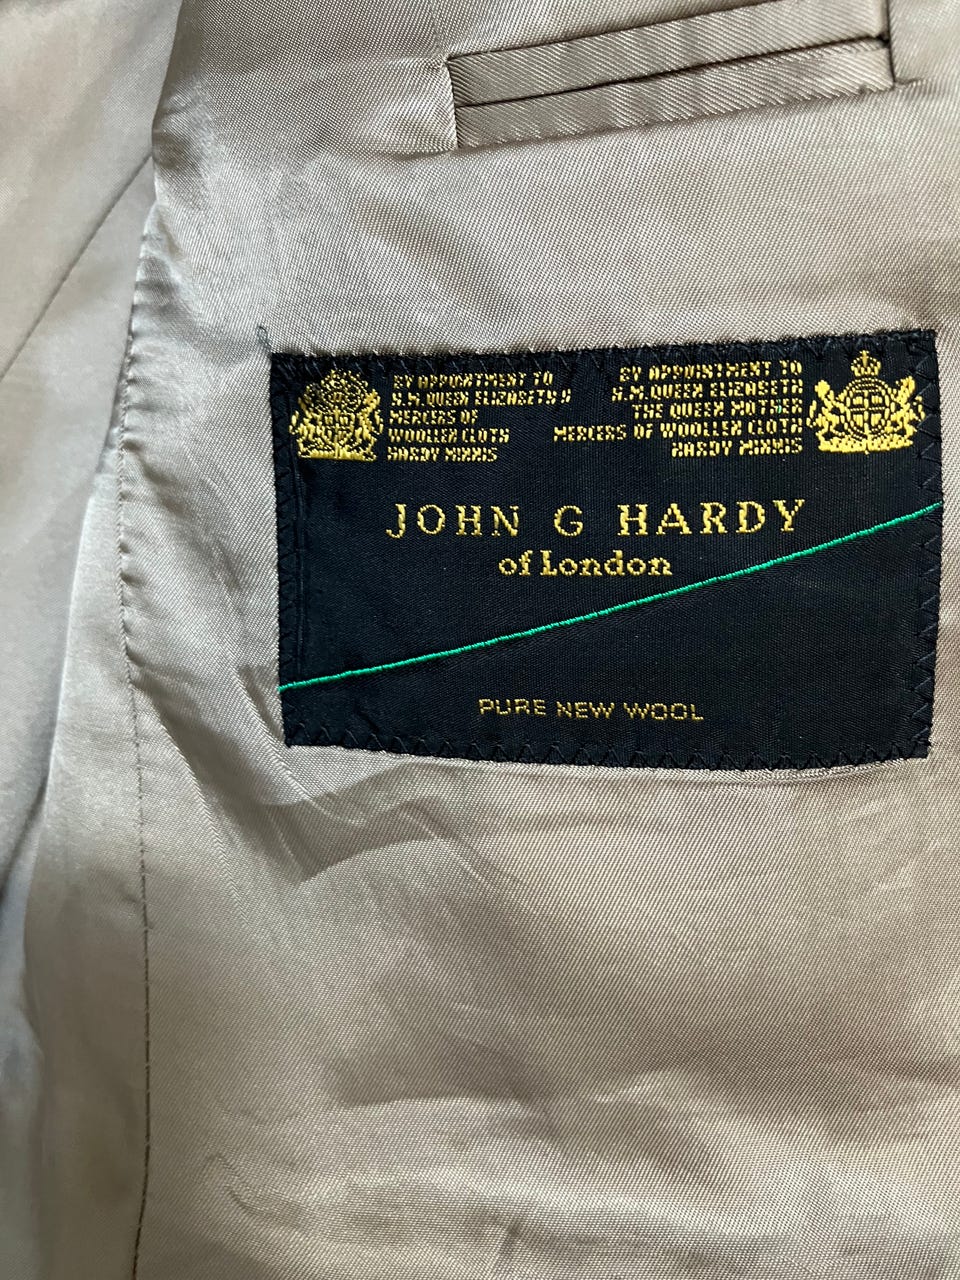 BY APPOINTMENT TO
H.M. QUEEN ELIZABETH II
MERCERS OF
WOOLLEN CLOTH
HARDY MINNIS
BY APPOINTMENT TO
H.M. QUEEN ELIZABETH
THE QUEEN MOTHER
MERCERS OF WOOLLEN CLOTH
HARDY MINNIS
JOHN G HARDY
of London
PURE NEW WOOL